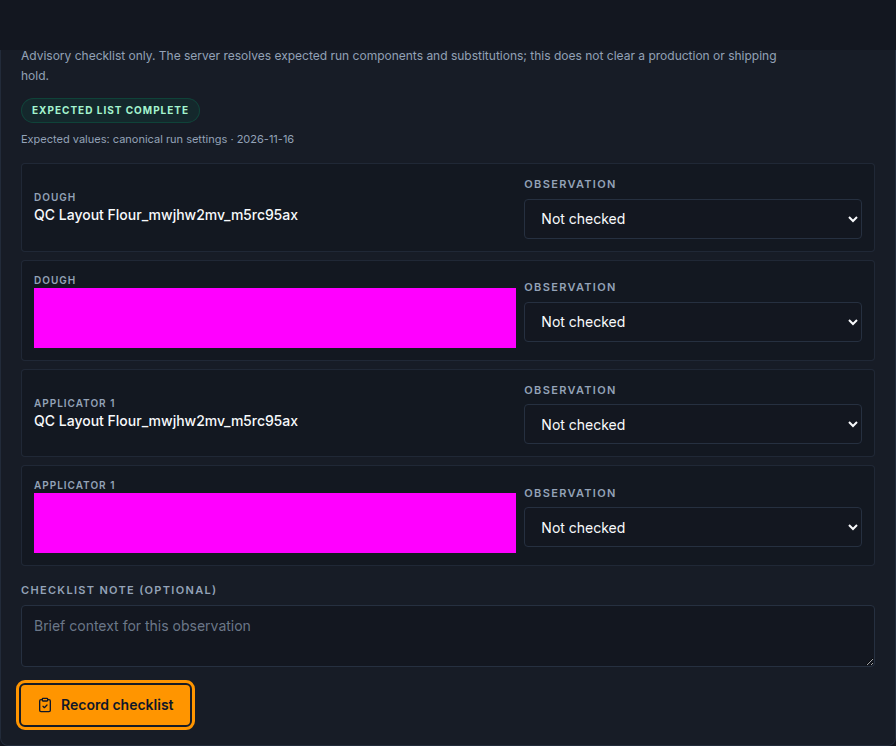 Advisory checklist only. The server resolves expected run components and substitutions; this does not clear a production or shipping
hold.
EXPECTED LIST COMPLETE
Expected values: canonical run settings · 2026-11-16
DOUGH
QC Layout Flour_mwjhw2mv_m5rc95ax
OBSERVATION
Not checked
DOUGH
OBSERVATION
Not checked
APPLICATOR 1
QC Layout Flour_mwjhw2mv_m5rc95ax
OBSERVATION
Not checked
APPLICATOR 1
OBSERVATION
Not checked
CHECKLIST NOTE (OPTIONAL)
Brief context for this observation
Record checklist